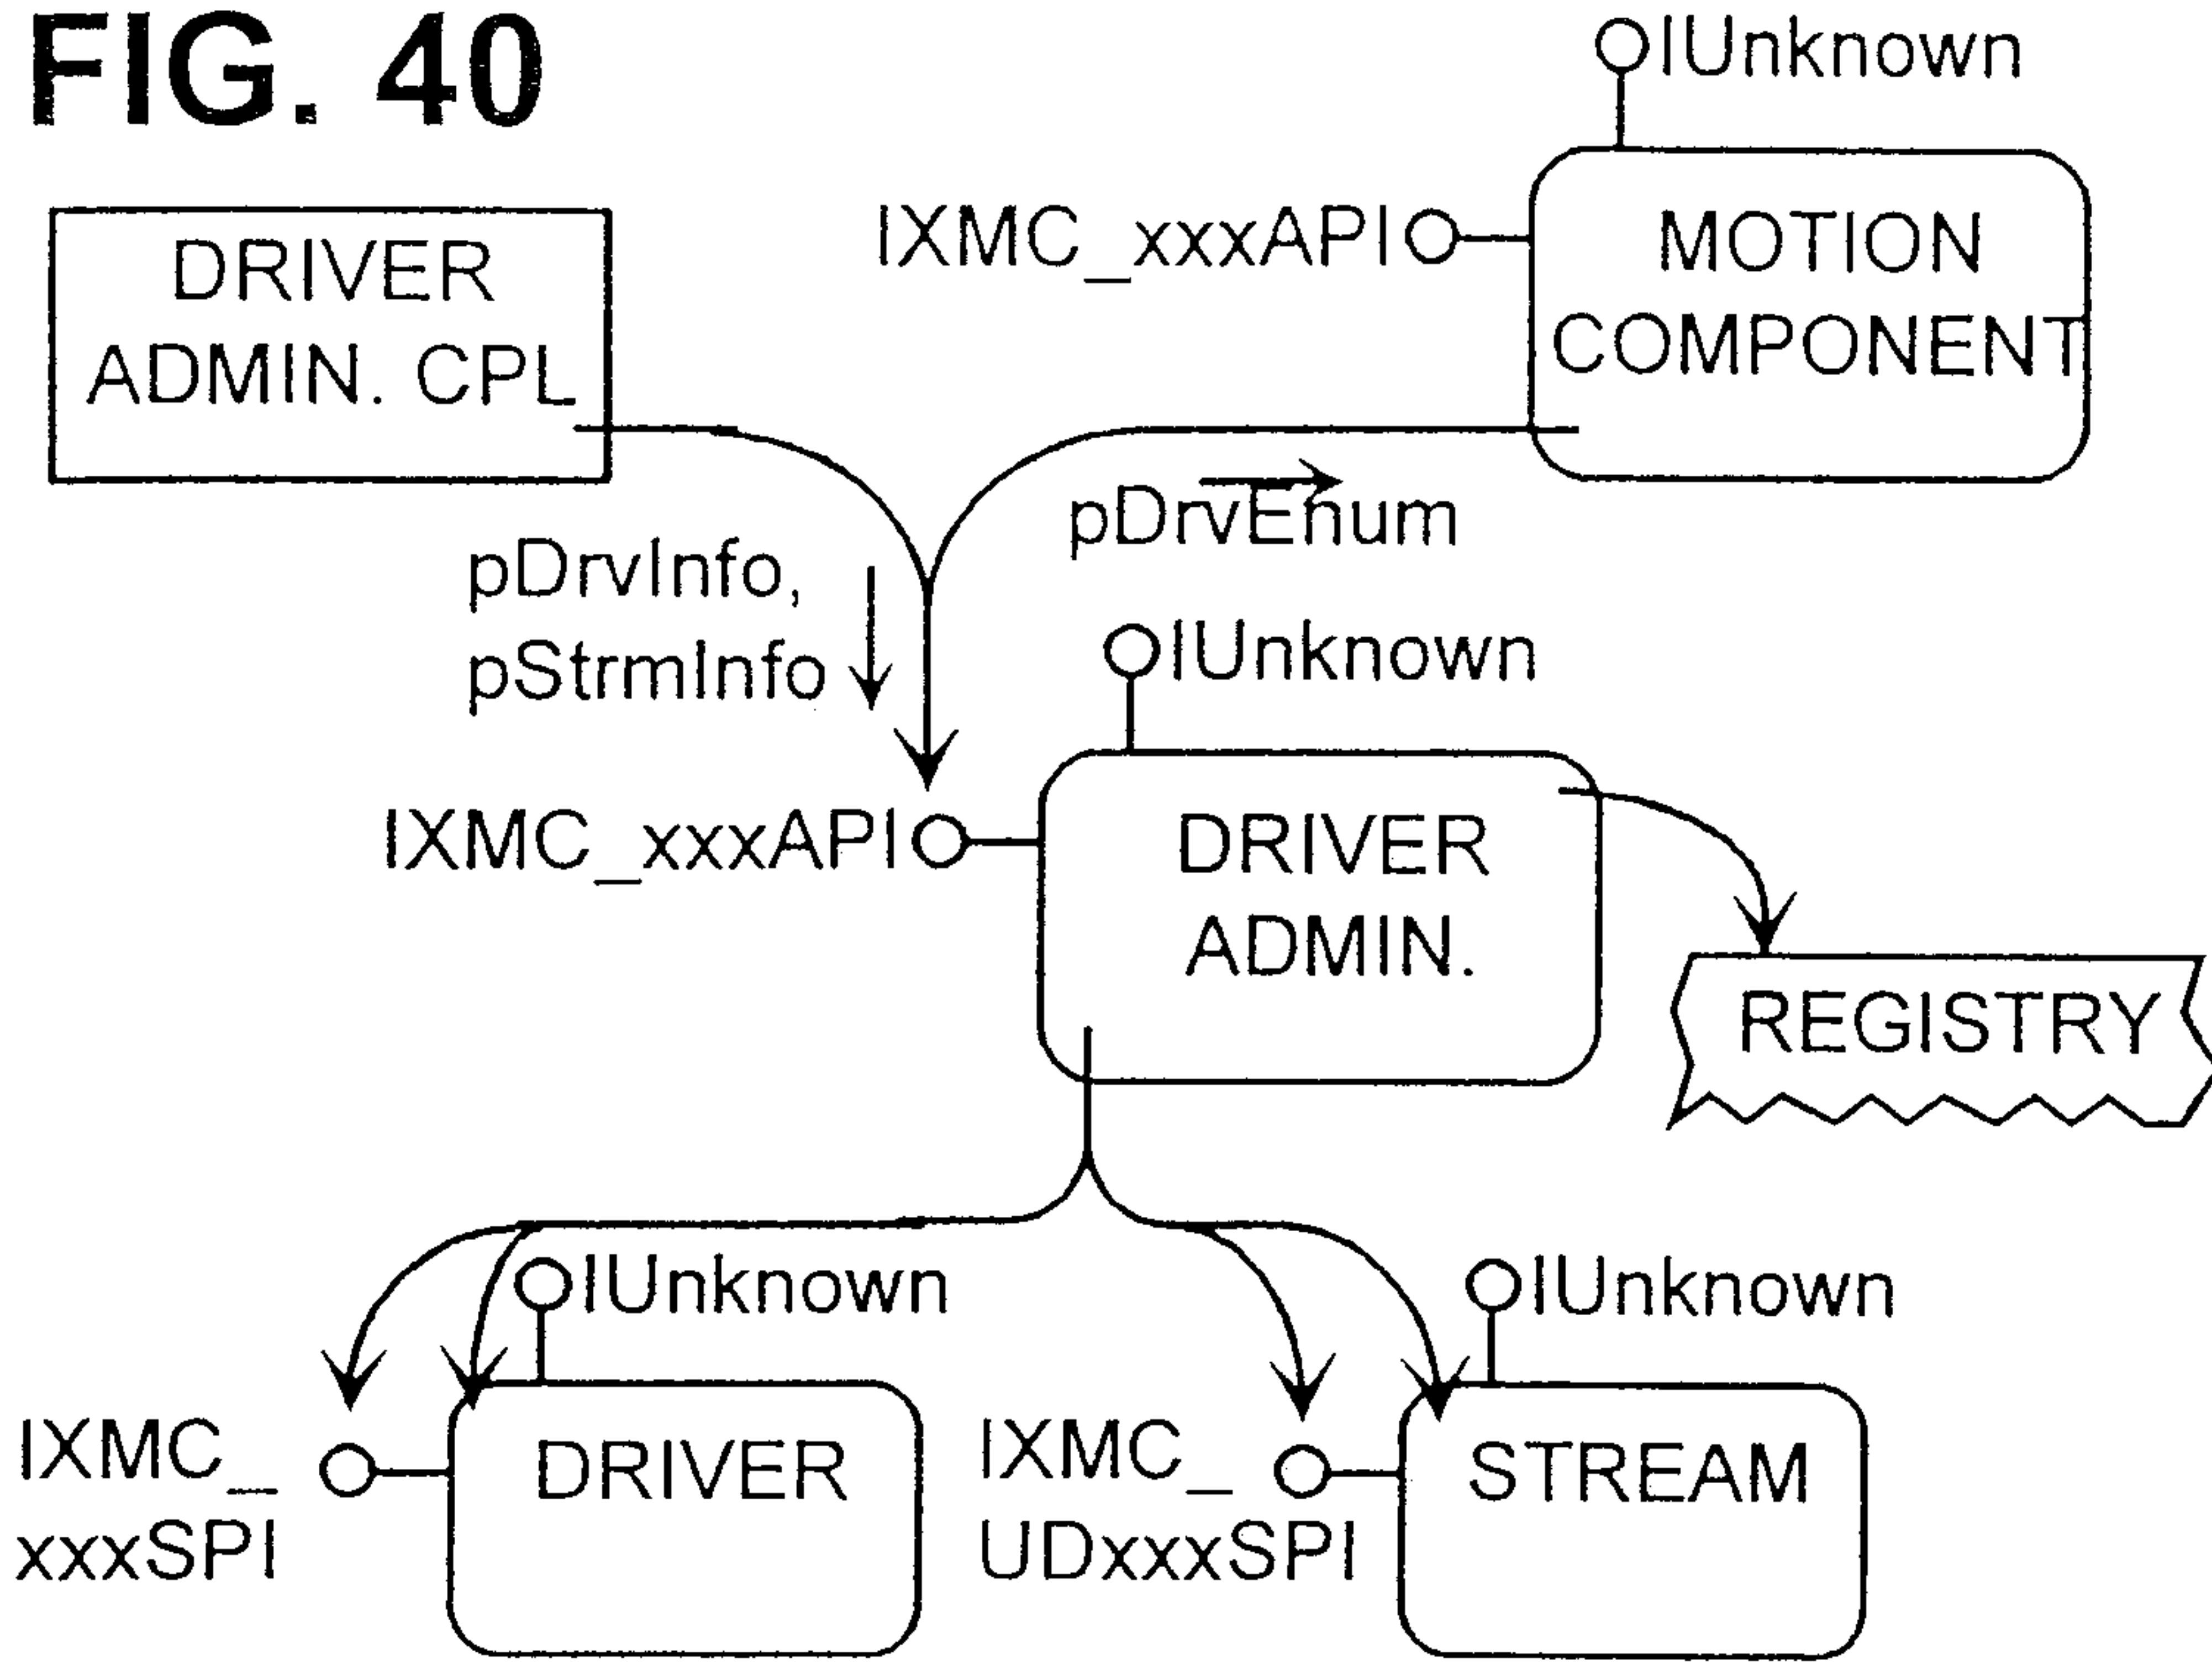 FIG. 40
IUnknown
IXMC_xxxAPI
MOTION
COMPONENT
DRIVER
ADMIN. CPL
pDrvEnum
pDrvInfo,
pStrmInfo
IUnknown
IXMC_xxxAPI
DRIVER
ADMIN.
REGISTRY
IUnknown
IUnknown
IXMC_
xxxSPI
DRIVER
IXMC_
UDxxxSPI
STREAM